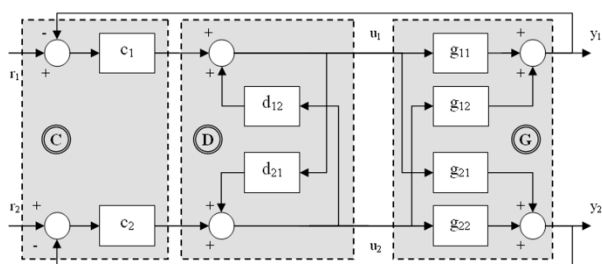 - c₁ + + u₁ g₁₁ + y₁
r₁ + + +
d₁₂ g₁₂
C D G
d₂₁ g₂₁
r₂ + + + y₂
c₂ g₂₂
- + u₂ +